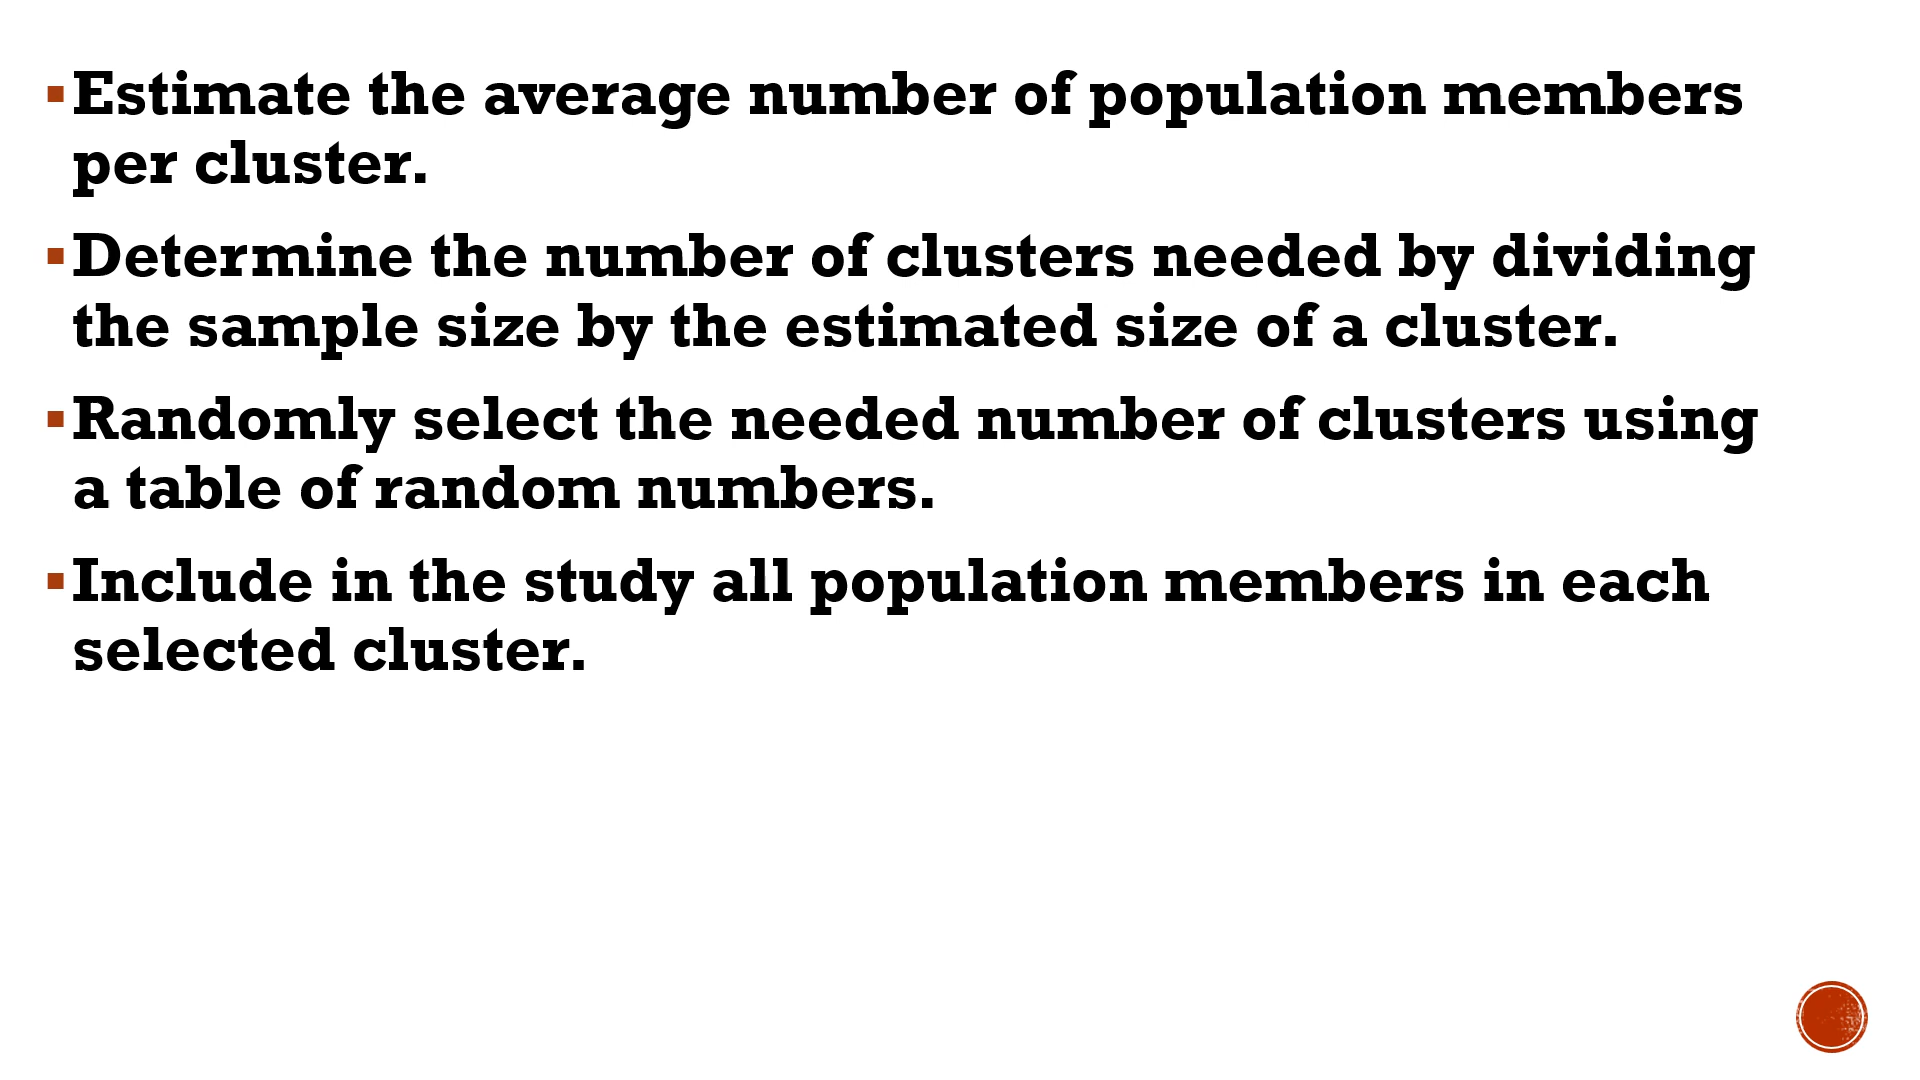 ▪Estimate the average number of population members
per cluster.
▪Determine the number of clusters needed by dividing
the sample size by the estimated size of a cluster.
▪Randomly select the needed number of clusters using
a table of random numbers.
▪Include in the study all population members in each
selected cluster.